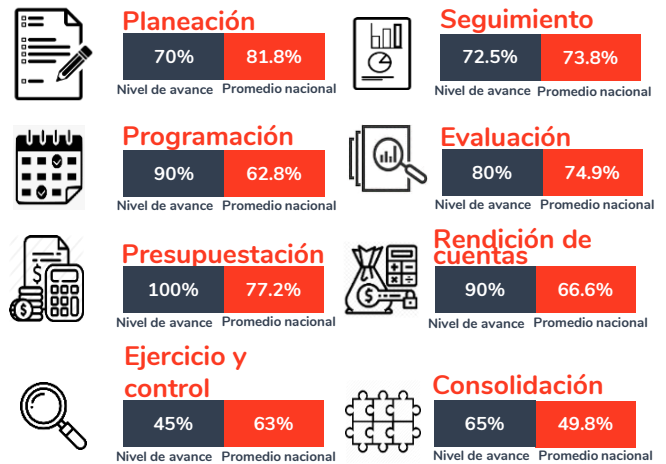 Planeación
70% 81.8%
Nivel de avance Promedio nacional
Seguimiento
72.5% 73.8%
Nivel de avance Promedio nacional
Programación
90% 62.8%
Nivel de avance Promedio nacional
Evaluación
80% 74.9%
Nivel de avance Promedio nacional
Presupuestación
100% 77.2%
Nivel de avance Promedio nacional
Rendición de
cuentas
90% 66.6%
Nivel de avance Promedio nacional
Ejercicio y
control
45% 63%
Nivel de avance Promedio nacional
Consolidación
65% 49.8%
Nivel de avance Promedio nacional